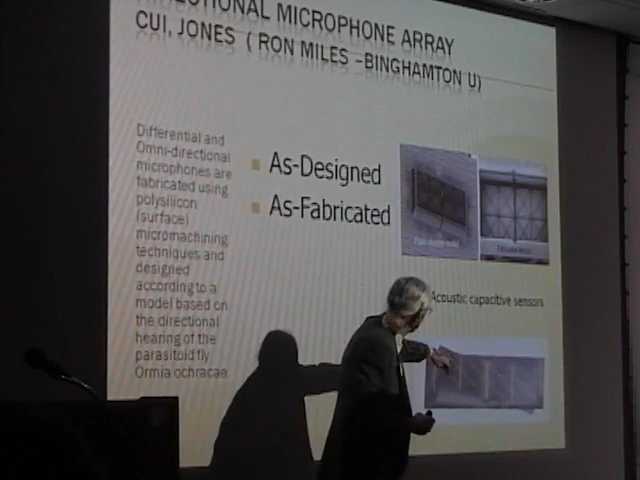 MICROPHONE ARRAY
CUI, JONES ( RON MILES –BINGHAMTON U)
Differential and
Omni-directional
microphones are
fabricated using
polysilicon
(surface)
micromachining
techniques and
designed
according to a
model based on
the directional
hearing of the
parasitoid fly
Ormia ochracae
As-Designed
As-Fabricated
Acoustic capacitive sensors